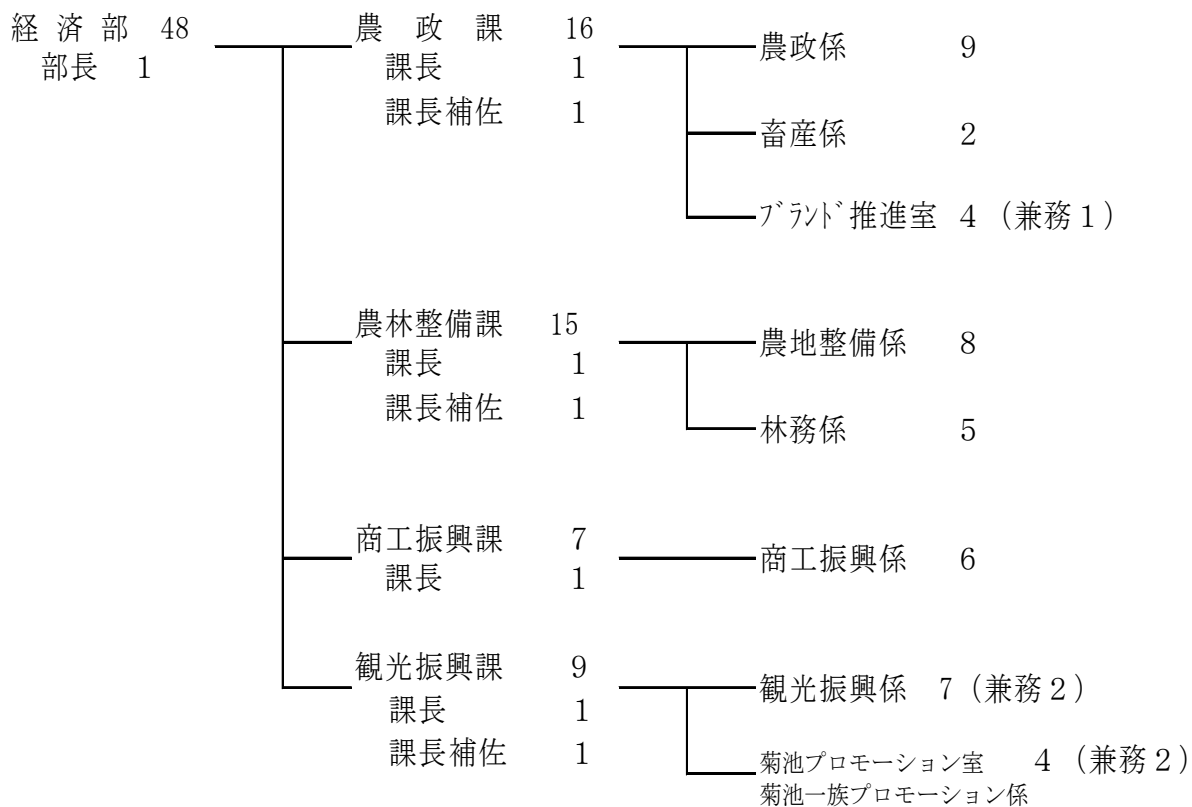 経済部 48
部長 1
農政課 16
課長 1
課長補佐 1
農政係 9
畜産係 2
ﾌﾞﾗﾝﾄﾞ推進室 4 (兼務1)
農林整備課 15
課長 1
課長補佐 1
農地整備係 8
林務係 5
商工振興課 7
課長 1
商工振興係 6
観光振興課 9
課長 1
課長補佐 1
観光振興係 7 (兼務2)
菊池プロモーション室 4 (兼務2)
菊池一族プロモーション係